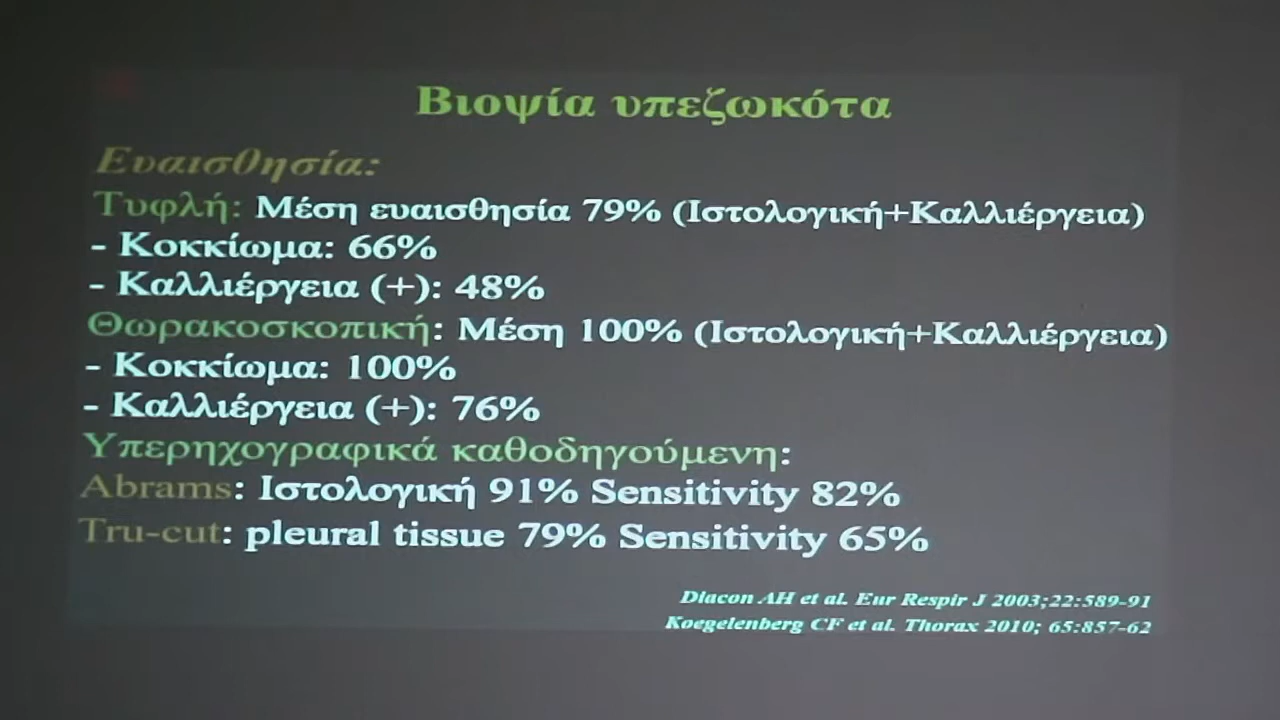 Βιοψία υπεζωκότα
Ευαισθησία:
Τυφλή: Μέση ευαισθησία 79% (Ιστολογική+Καλλιέργεια)
- Κοκκίωμα: 66%
- Καλλιέργεια (+): 48%
Θωρακοσκοπική: Μέση 100% (Ιστολογική+Καλλιέργεια)
- Κοκκίωμα: 100%
- Καλλιέργεια (+): 76%
Υπερηχογραφικά καθοδηγούμενη:
Abrams: Ιστολογική 91% Sensitivity 82%
Tru-cut: pleural tissue 79% Sensitivity 65%
Diacon AH et al. Eur Respir J 2003;22:589-91
Koegelenberg CF et al. Thorax 2010; 65:857-62